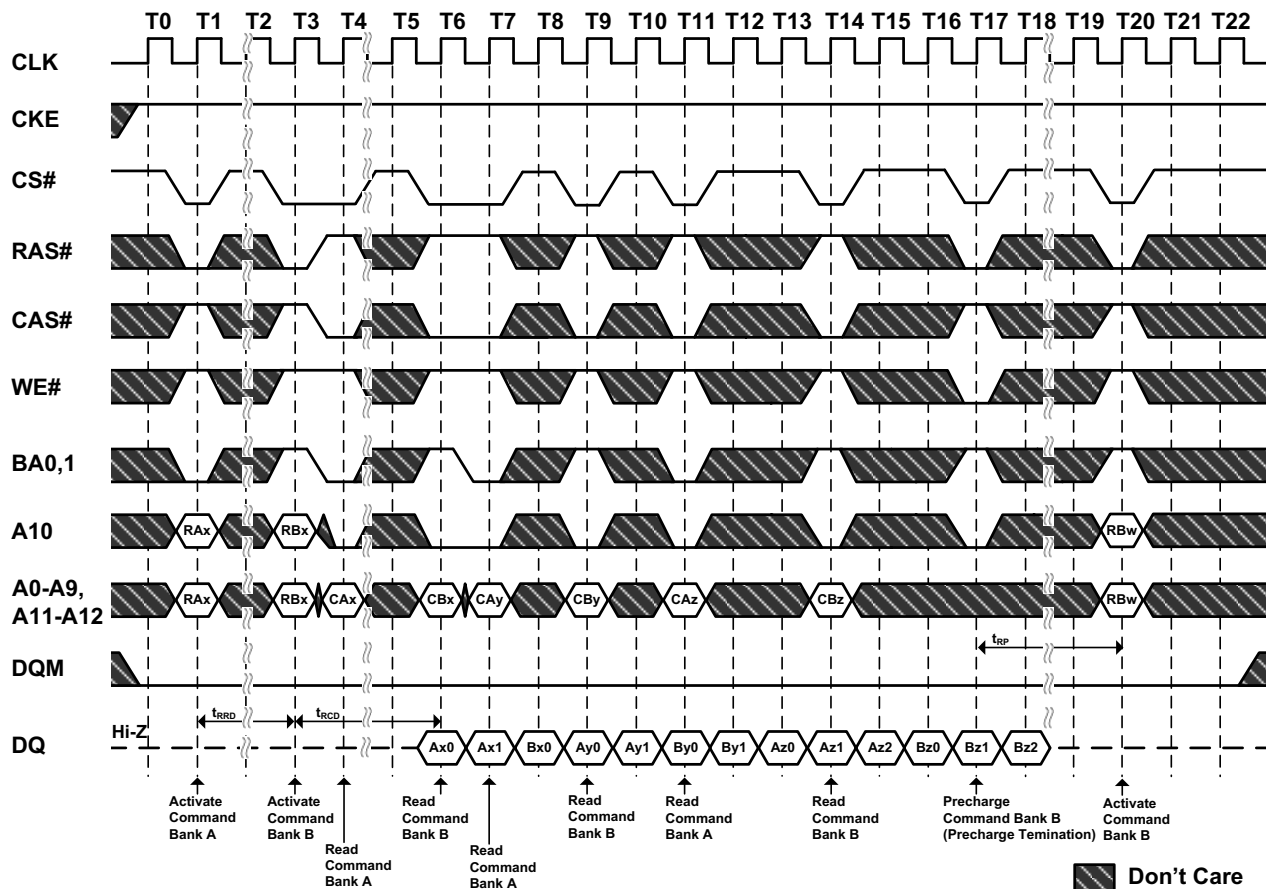 T0 T1 T2 T3 T4 T5 T6 T7 T8 T9 T10 T11 T12 T13 T14 T15 T16 T17 T18 T19 T20 T21 T22
CLK
CKE
CS#
RAS#
CAS#
WE#
BA0,1
A10 RAx RBx RBw
A0-A9,
A11-A12 RAx RBx CAx CBx CAy CBy CAz CBz RBw
tRP
DQM
tRRD tRCD
Hi-Z
DQ Ax0 Ax1 Bx0 Ay0 Ay1 By0 By1 Az0 Az1 Az2 Bz0 Bz1 Bz2
Activate
Command
Bank A
Activate
Command
Bank B
Read
Command
Bank A
Read
Command
Bank B
Read
Command
Bank A
Read
Command
Bank B
Read
Command
Bank A
Read
Command
Bank B
Precharge
Command Bank B
(Precharge Temination)
Activate
Command
Bank B
Don't Care